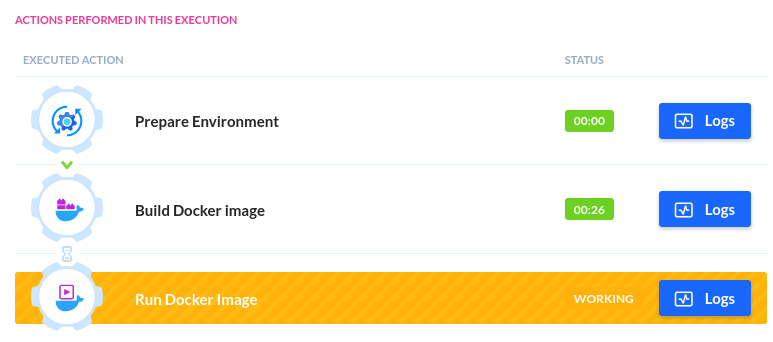 ACTIONS PERFORMED IN THIS EXECUTION
EXECUTED ACTION STATUS
Prepare Environment 00:00 Logs
Build Docker image 00:26 Logs
Run Docker Image WORKING Logs